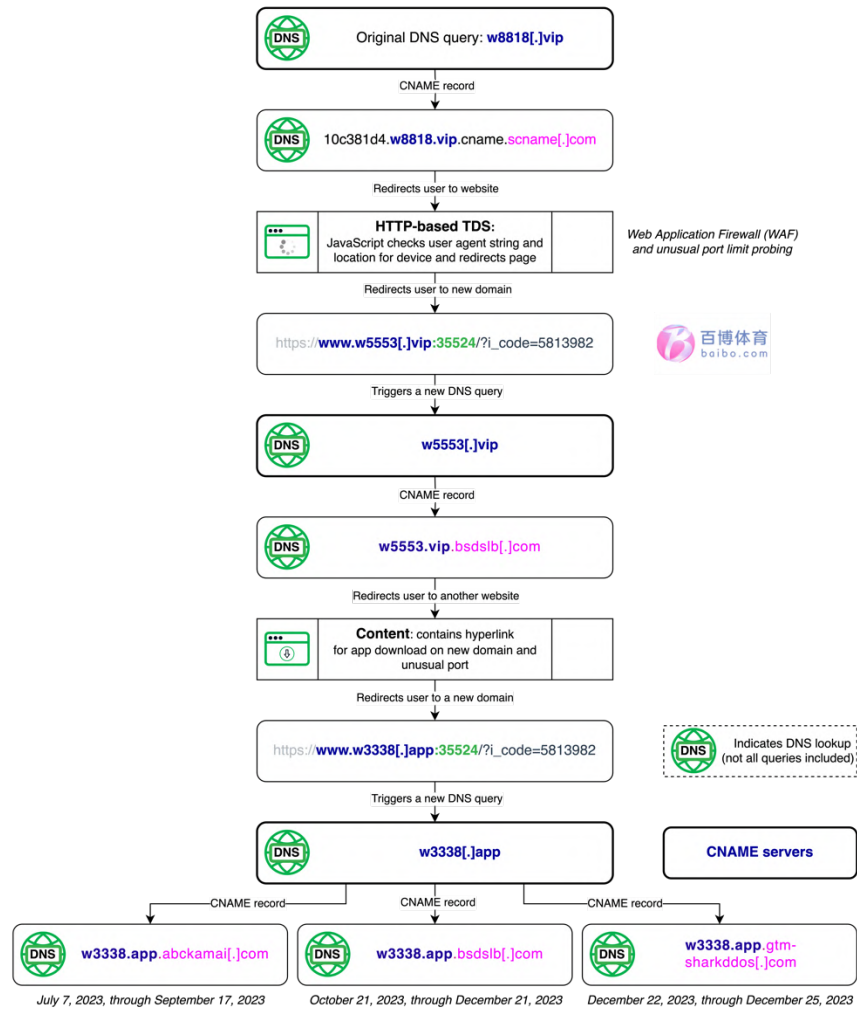 DNS
Original DNS query: w8818[.]vip
CNAME record
DNS
10c381d4.w8818.vip.cname.scname[.]com
Redirects user to website
HTTP-based TDS:
JavaScript checks user agent string and
location for device and redirects page
Web Application Firewall (WAF)
and unusual port limit probing
Redirects user to new domain
https://www.w5553[.]vip:35524/?i_code=5813982
百博体育
baibo.com
Triggers a new DNS query
DNS
w5553[.]vip
CNAME record
DNS
w5553.vip.bsdslb[.]com
Redirects user to another website
Content: contains hyperlink
for app download on new domain and
unusual port
Redirects user to a new domain
https://www.w3338[.]app:35524/?i_code=5813982
DNS
Indicates DNS lookup
(not all queries included)
Triggers a new DNS query
DNS
w3338[.]app
CNAME servers
CNAME record
CNAME record
CNAME record
DNS
w3338.app.abckamai[.]com
DNS
w3338.app.bsdslb[.]com
DNS
w3338.app.gtm-
sharkddos[.]com
July 7, 2023, through September 17, 2023
October 21, 2023, through December 21, 2023
December 22, 2023, through December 25, 2023